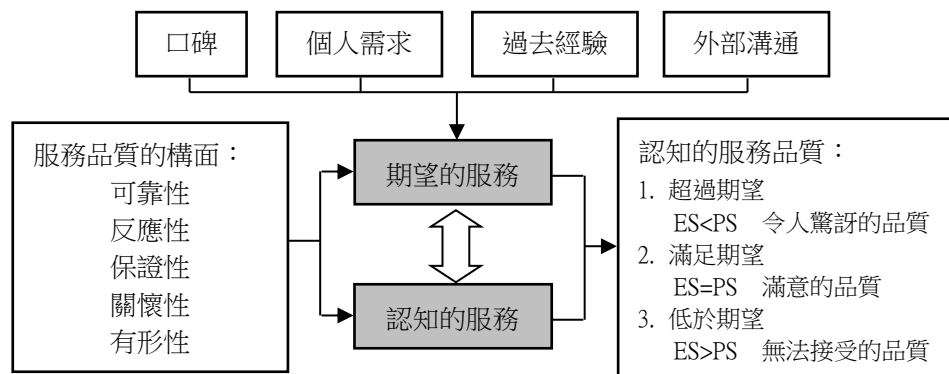 口碑
個人需求
過去經驗
外部溝通
服務品質的構面：
可靠性
反應性
保證性
關懷性
有形性
期望的服務
認知的服務
認知的服務品質：
1. 超過期望
ES<PS 令人驚訝的品質
2. 滿足期望
ES=PS 滿意的品質
3. 低於期望
ES>PS 無法接受的品質